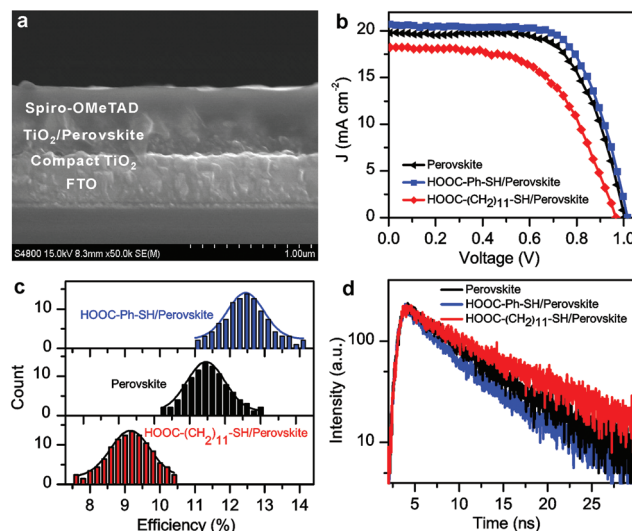 a
Spiro-OMeTAD
TiO2/Perovskite
Compact TiO2
FTO
S4800 15.0kV 8.3mm x50.0k SE(M)
1.00um
b
20
15
10
5
0
J (mA cm-2)
Perovskite
HOOC-Ph-SH/Perovskite
HOOC-(CH2)11-SH/Perovskite
0.0 0.2 0.4 0.6 0.8 1.0
Voltage (V)
c
10
0
HOOC-Ph-SH/Perovskite
10
0
Perovskite
10
0
HOOC-(CH2)11-SH/Perovskite
Count
8 9 10 11 12 13 14
Efficiency (%)
d
Perovskite
HOOC-Ph-SH/Perovskite
HOOC-(CH2)11-SH/Perovskite
100
10
Intensity (a.u.)
5 10 15 20 25
Time (ns)